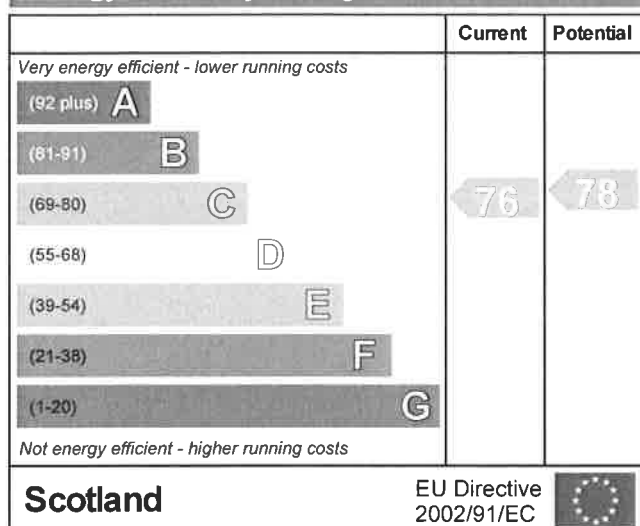 Current Potential
Very energy efficient - lower running costs
(92 plus) A
(81-91) B
(69-80) C
76 78
(55-68) D
(39-54) E
(21-38) F
(1-20) G
Not energy efficient - higher running costs
Scotland
EU Directive
2002/91/EC